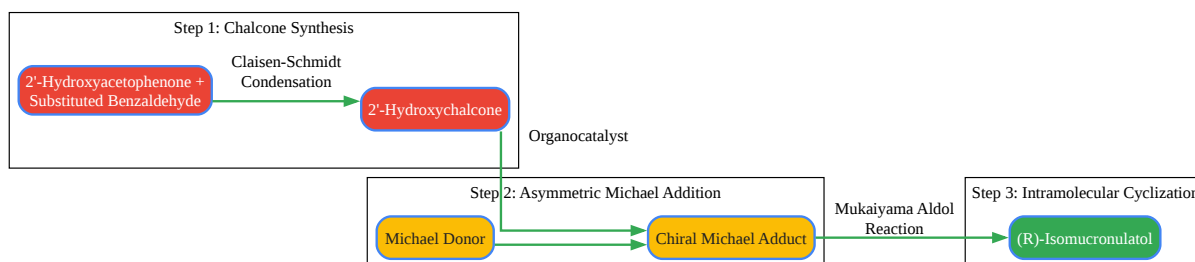 Step 1: Chalcone Synthesis
2'-Hydroxyacetophenone +
Substituted Benzaldehyde
Claisen-Schmidt
Condensation
2'-Hydroxychalcone
Organocatalyst
Step 2: Asymmetric Michael Addition
Michael Donor
Chiral Michael Adduct
Mukaiyama Aldol
Reaction
Step 3: Intramolecular Cyclization
(R)-Isomucronulatol